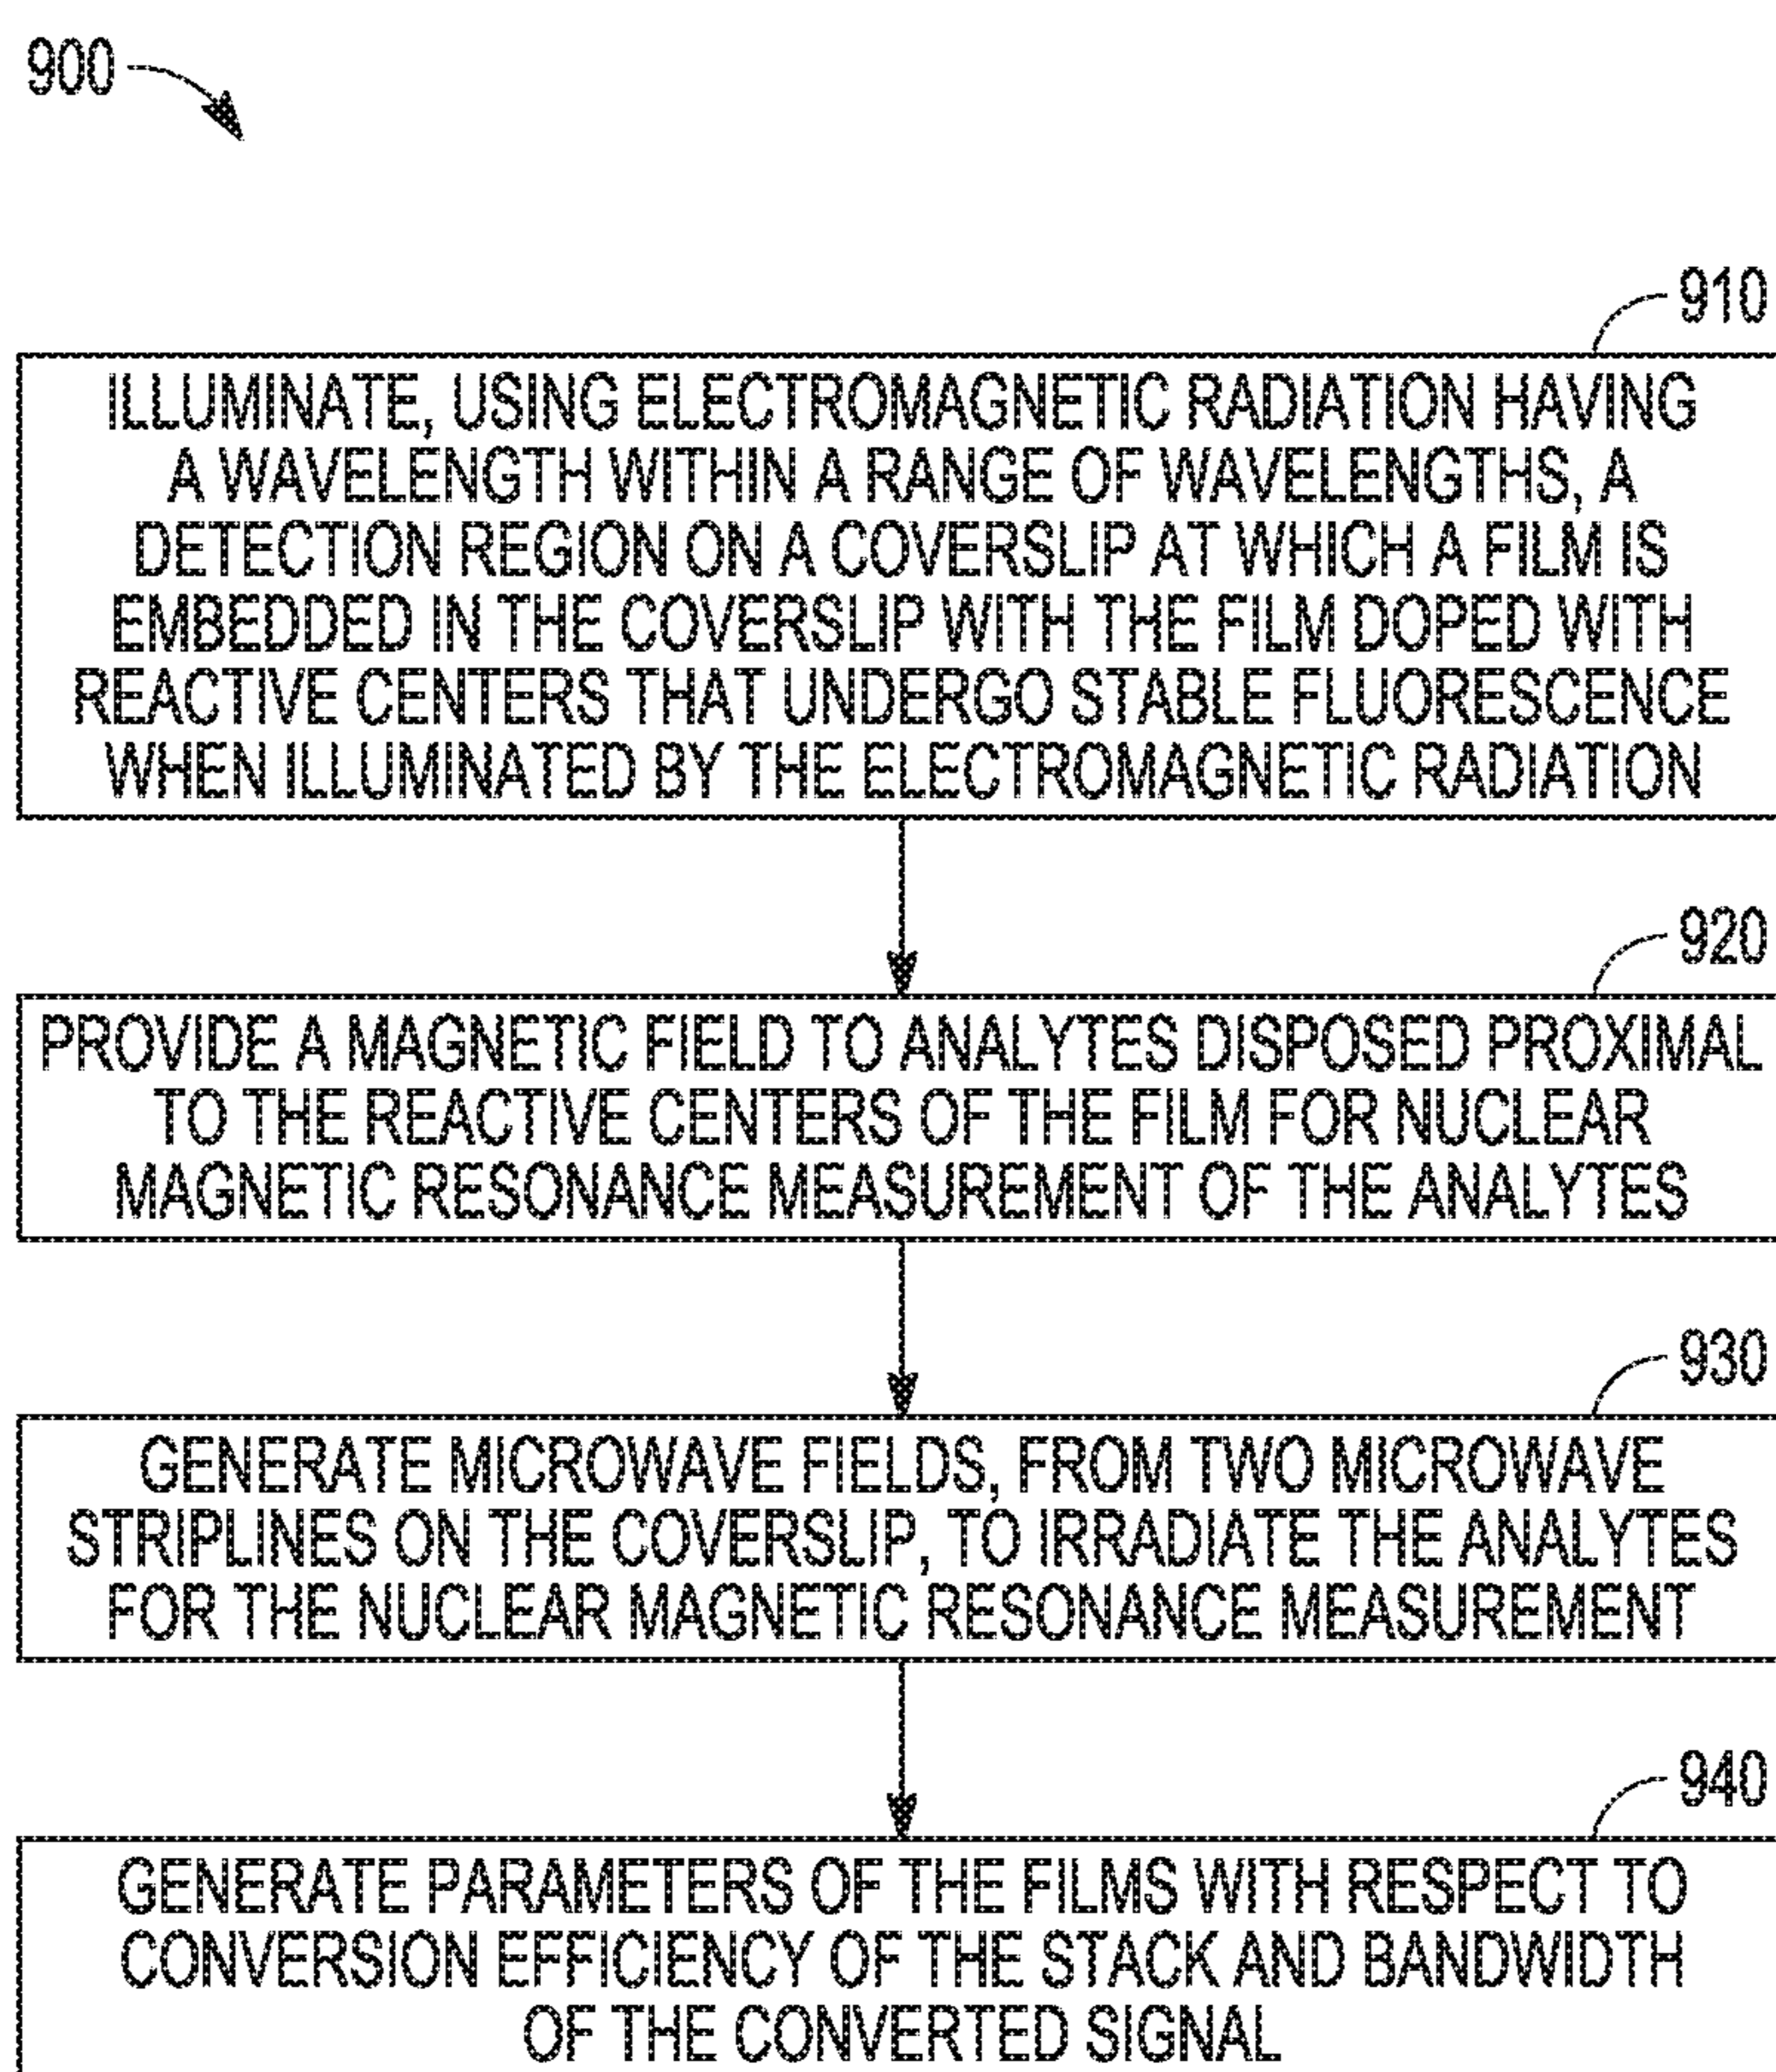 900
910
ILLUMINATE, USING ELECTROMAGNETIC RADIATION HAVING
A WAVELENGTH WITHIN A RANGE OF WAVELENGTHS, A
DETECTION REGION ON A COVERSLIP AT WHICH A FILM IS
EMBEDDED IN THE COVERSLIP WITH THE FILM DOPED WITH
REACTIVE CENTERS THAT UNDERGO STABLE FLUORESCENCE
WHEN ILLUMINATED BY THE ELECTROMAGNETIC RADIATION
920
PROVIDE A MAGNETIC FIELD TO ANALYTES DISPOSED PROXIMAL
TO THE REACTIVE CENTERS OF THE FILM FOR NUCLEAR
MAGNETIC RESONANCE MEASUREMENT OF THE ANALYTES
930
GENERATE MICROWAVE FIELDS, FROM TWO MICROWAVE
STRIPLINES ON THE COVERSLIP, TO IRRADIATE THE ANALYTES
FOR THE NUCLEAR MAGNETIC RESONANCE MEASUREMENT
940
GENERATE PARAMETERS OF THE FILMS WITH RESPECT TO
CONVERSION EFFICIENCY OF THE STACK AND BANDWIDTH
OF THE CONVERTED SIGNAL